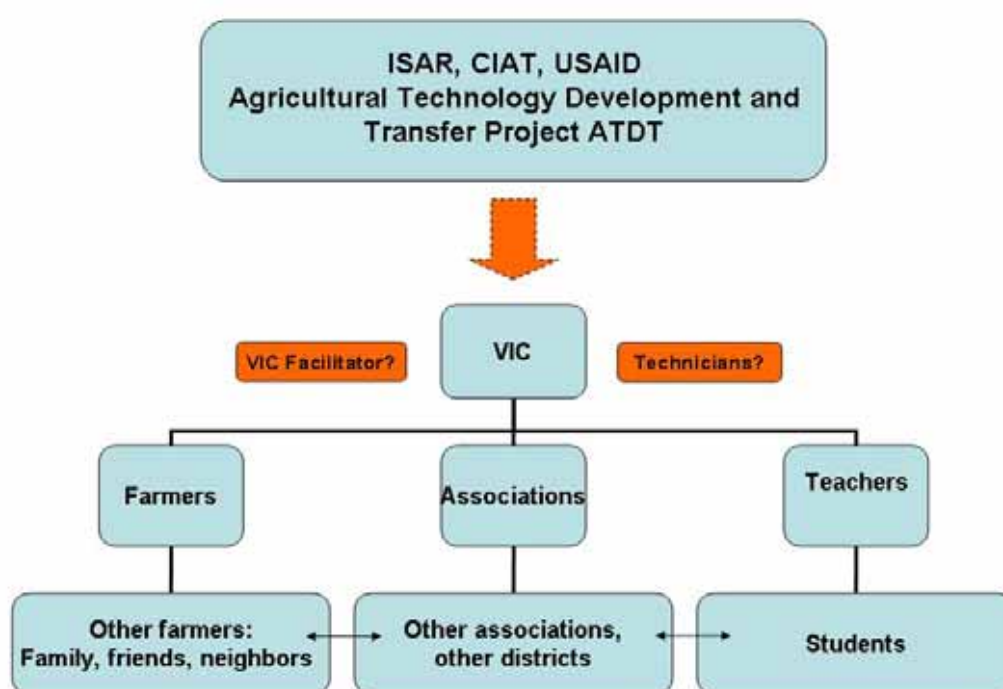 ISAR, CIAT, USAID
Agricultural Technology Development and
Transfer Project ATDT
VIC
VIC Facilitator?
Technicians?
Farmers
Associations
Teachers
Other farmers:
Family, friends, neighbors
Other associations,
other districts
Students